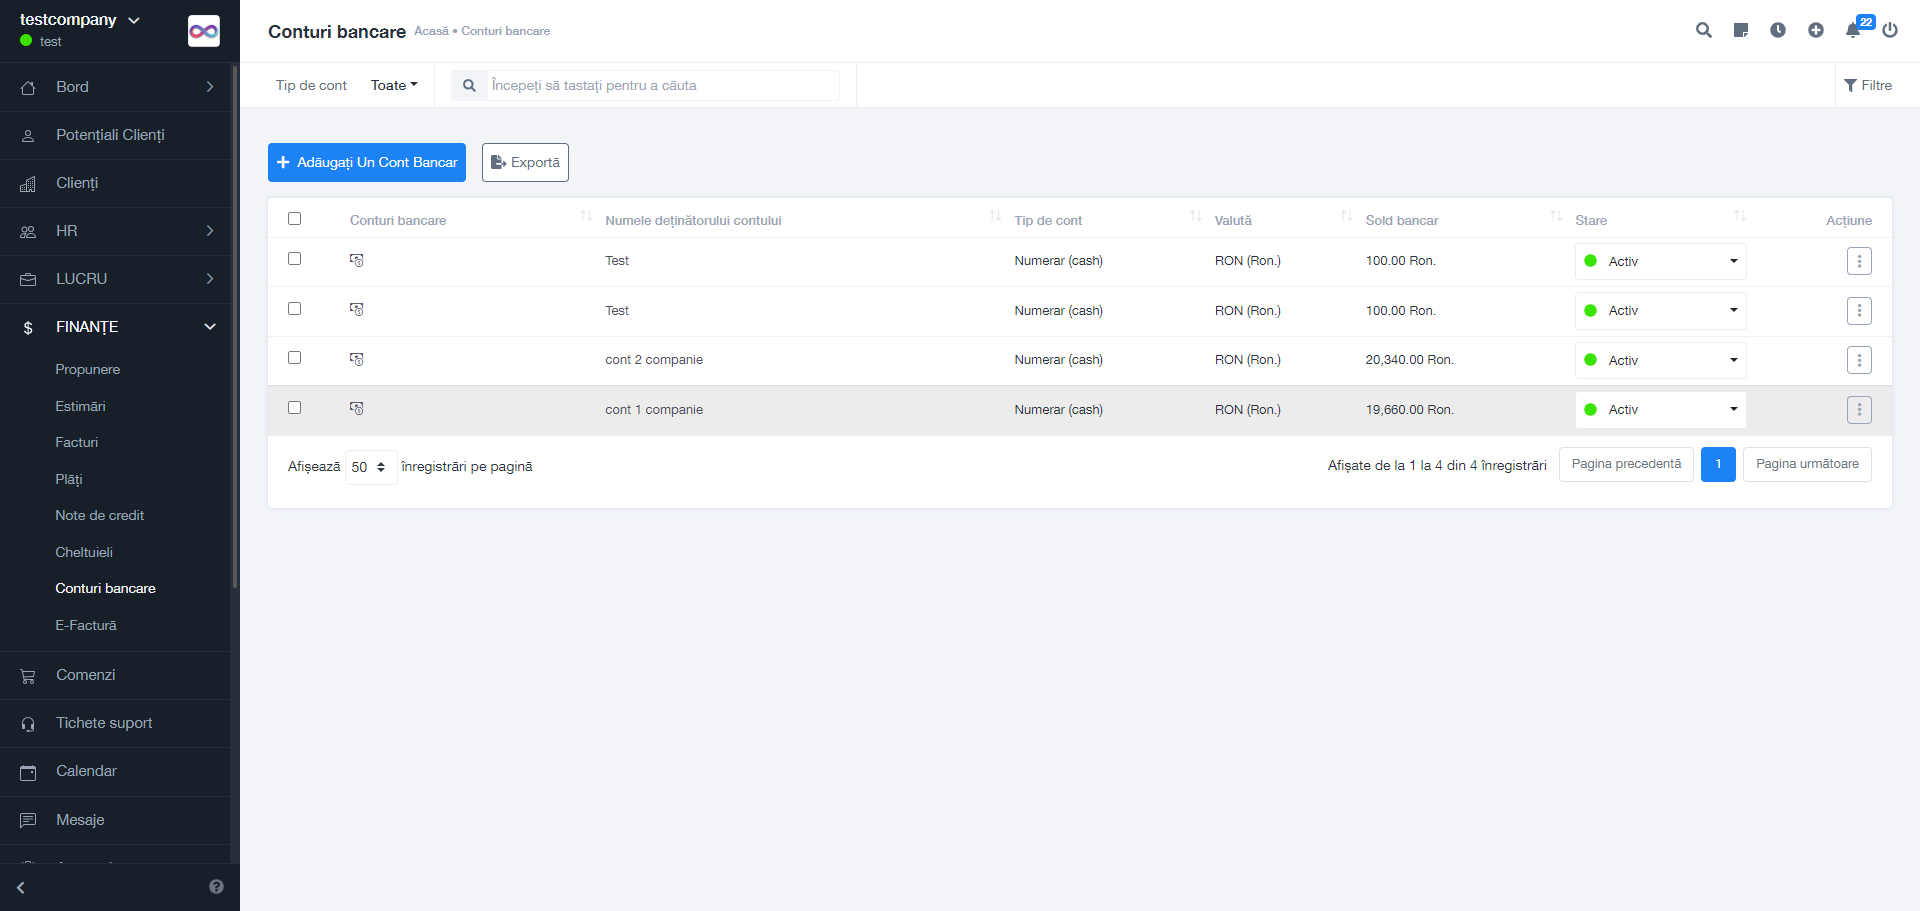 testcompany
test
Bord
Potențiali Clienți
Clienți
HR
LUCRU
FINANȚE
Propunere
Estimări
Facturi
Plăți
Note de credit
Cheltuieli
Conturi bancare
E-Factură
Comenzi
Tichete suport
Calendar
Mesaje
Conturi bancare Acasă • Conturi bancare
22
Tip de cont Toate Începeți să tastați pentru a căuta Filtre
Adăugați Un Cont Bancar Exportă
Conturi bancare Numele deținătorului contului Tip de cont Valută Sold bancar Stare Acțiune
Test Numerar (cash) RON (Ron.) 100.00 Ron. Activ
Test Numerar (cash) RON (Ron.) 100.00 Ron. Activ
cont 2 companie Numerar (cash) RON (Ron.) 20,340.00 Ron. Activ
cont 1 companie Numerar (cash) RON (Ron.) 19,660.00 Ron. Activ
Afișează 50 înregistrări pe pagină Afișate de la 1 la 4 din 4 înregistrări Pagina precedentă 1 Pagina următoare